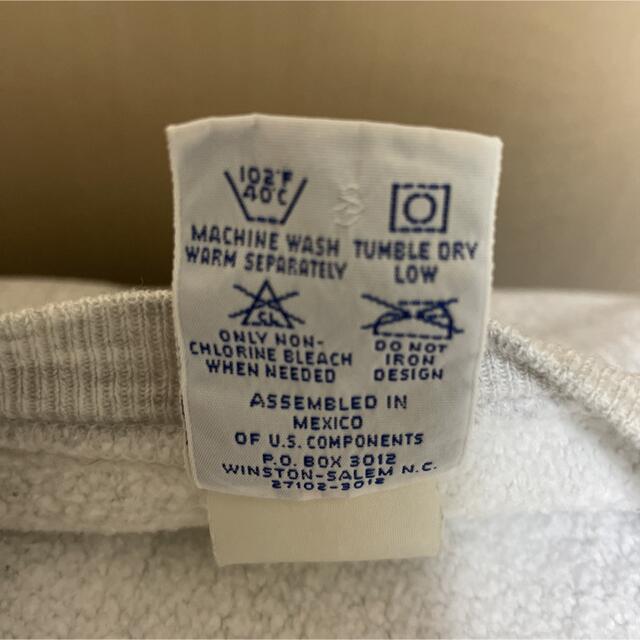 102°F
40°C
MACHINE WASH
WARM SEPARATELY
TUMBLE DRY
LOW
CL
ONLY NON-
CHLORINE BLEACH
WHEN NEEDED
DO NOT
IRON
DESIGN
ASSEMBLED IN
MEXICO
OF U.S. COMPONENTS
P.O. BOX 3012
WINSTON-SALEM N.C.
27102-3012